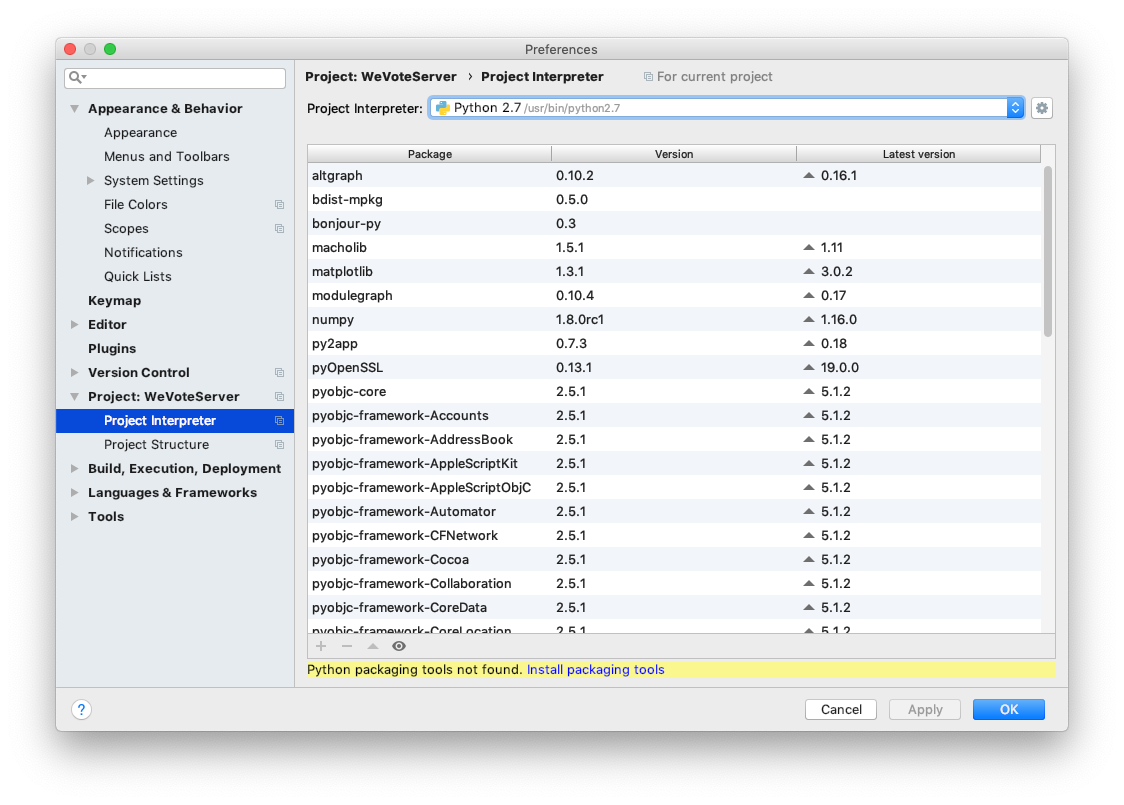 Preferences
Appearance & Behavior
Appearance
Menus and Toolbars
System Settings
File Colors
Scopes
Notifications
Quick Lists
Keymap
Editor
Plugins
Version Control
Project: WeVoteServer
Project Interpreter
Project Structure
Build, Execution, Deployment
Languages & Frameworks
Tools
Project: WeVoteServer › Project Interpreter For current project
Project Interpreter: Python 2.7 /usr/bin/python2.7
Package Version Latest version
altgraph 0.10.2 0.16.1
bdist-mpkg 0.5.0
bonjour-py 0.3
macholib 1.5.1 1.11
matplotlib 1.3.1 3.0.2
modulegraph 0.10.4 0.17
numpy 1.8.0rc1 1.16.0
py2app 0.7.3 0.18
pyOpenSSL 0.13.1 19.0.0
pyobjc-core 2.5.1 5.1.2
pyobjc-framework-Accounts 2.5.1 5.1.2
pyobjc-framework-AddressBook 2.5.1 5.1.2
pyobjc-framework-AppleScriptKit 2.5.1 5.1.2
pyobjc-framework-AppleScriptObjC 2.5.1 5.1.2
pyobjc-framework-Automator 2.5.1 5.1.2
pyobjc-framework-CFNetwork 2.5.1 5.1.2
pyobjc-framework-Cocoa 2.5.1 5.1.2
pyobjc-framework-Collaboration 2.5.1 5.1.2
pyobjc-framework-CoreData 2.5.1 5.1.2
pyobjc-framework-CoreLocation 2.5.1 5.1.2
Python packaging tools not found. Install packaging tools
? Cancel Apply OK